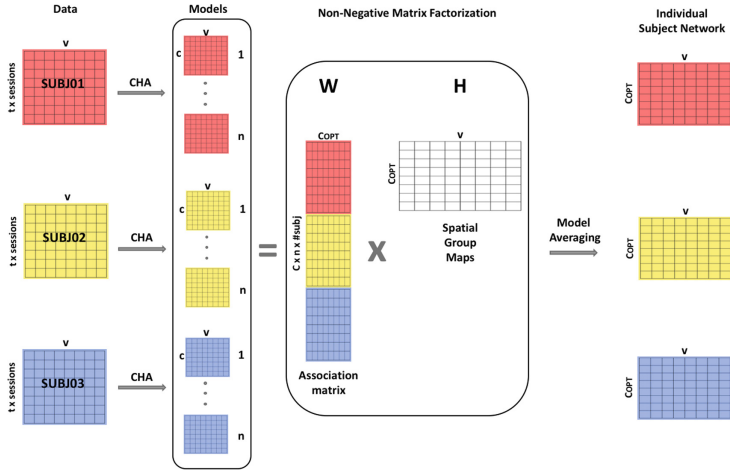 Data
Models
Non-Negative Matrix Factorization
Individual
Subject Network
v
t x sessions
SUBJ01
CHA
v
c
1
n
W
H
COPT
v
COPT
C x n x #subj
Spatial
Group
Maps
Association
matrix
=
X
v
COPT
v
t x sessions
SUBJ02
CHA
v
c
1
n
Model
Averaging
v
COPT
v
t x sessions
SUBJ03
CHA
v
c
1
n
v
COPT